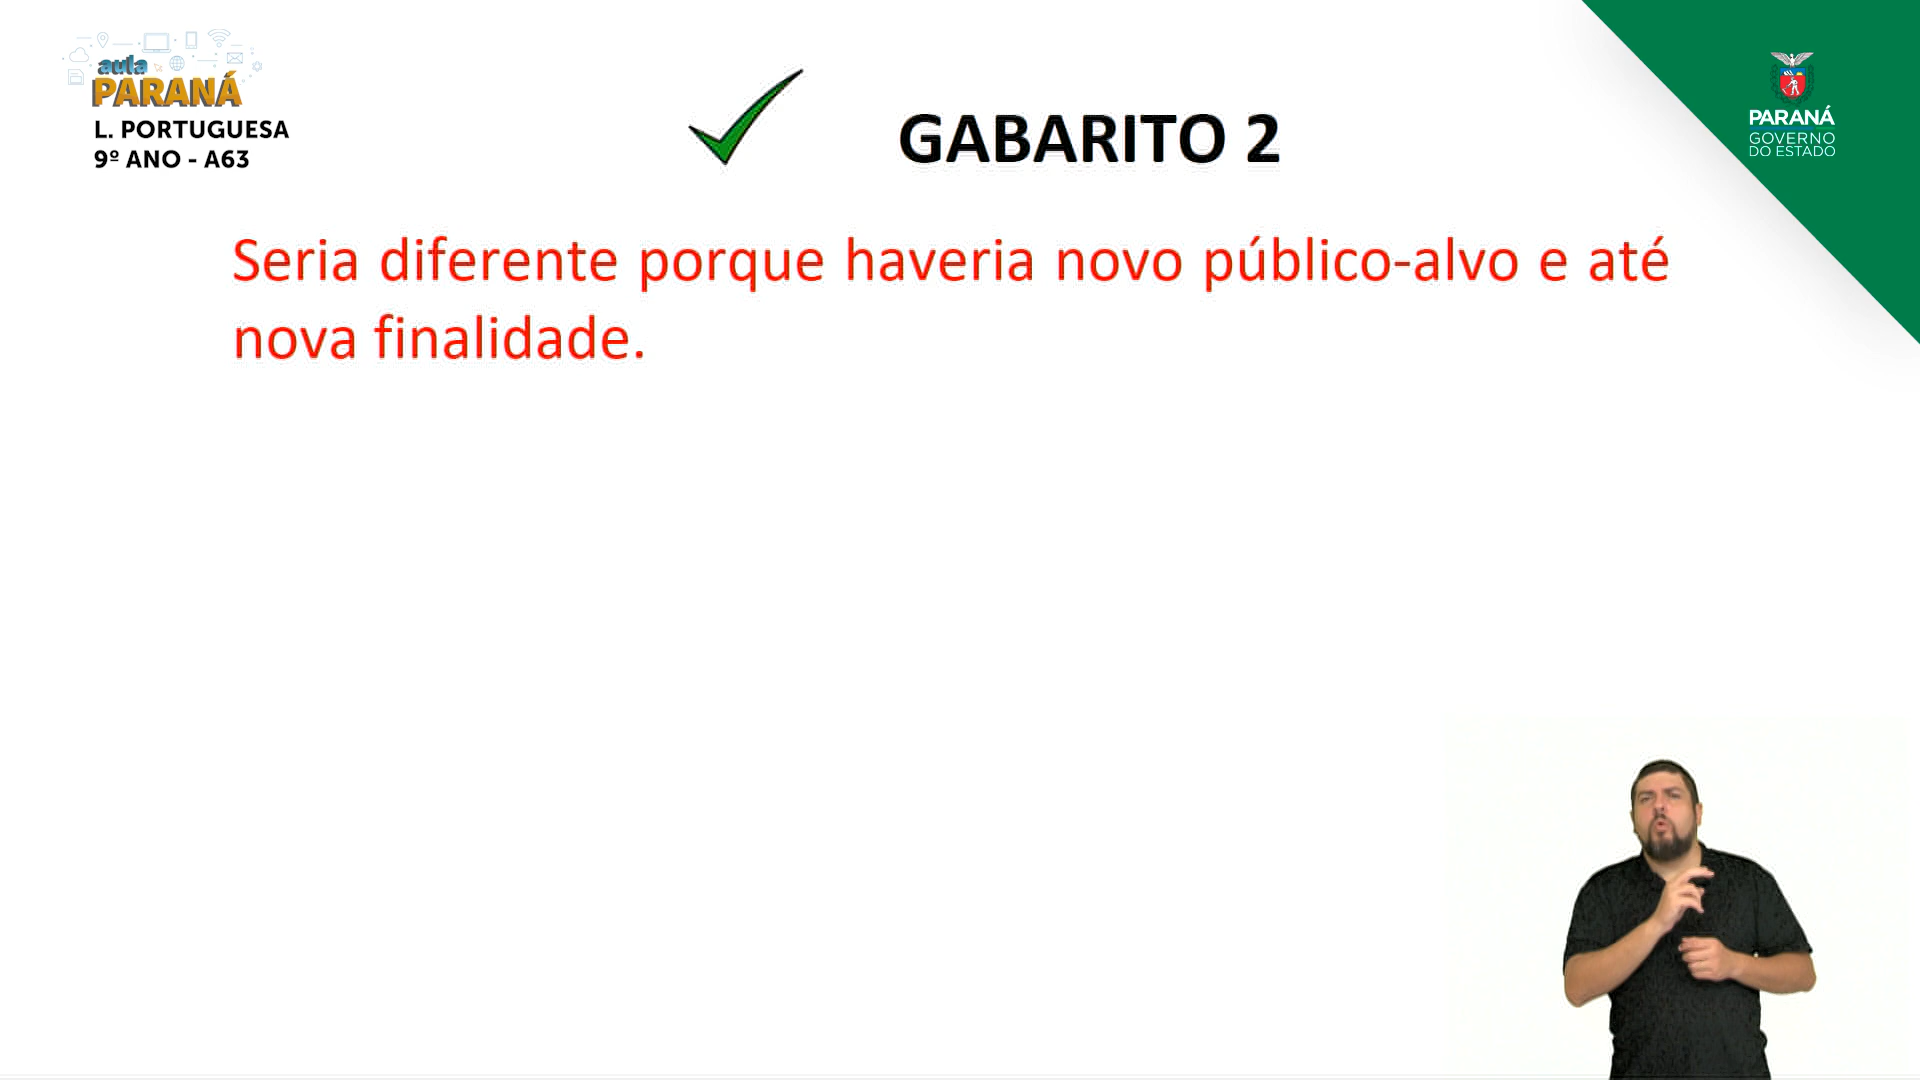 aula
PARANÁ
L. PORTUGUESA
9º ANO - A63
GABARITO 2
PARANÁ
GOVERNO
DO ESTADO
Seria diferente porque haveria novo público-alvo e até
nova finalidade.